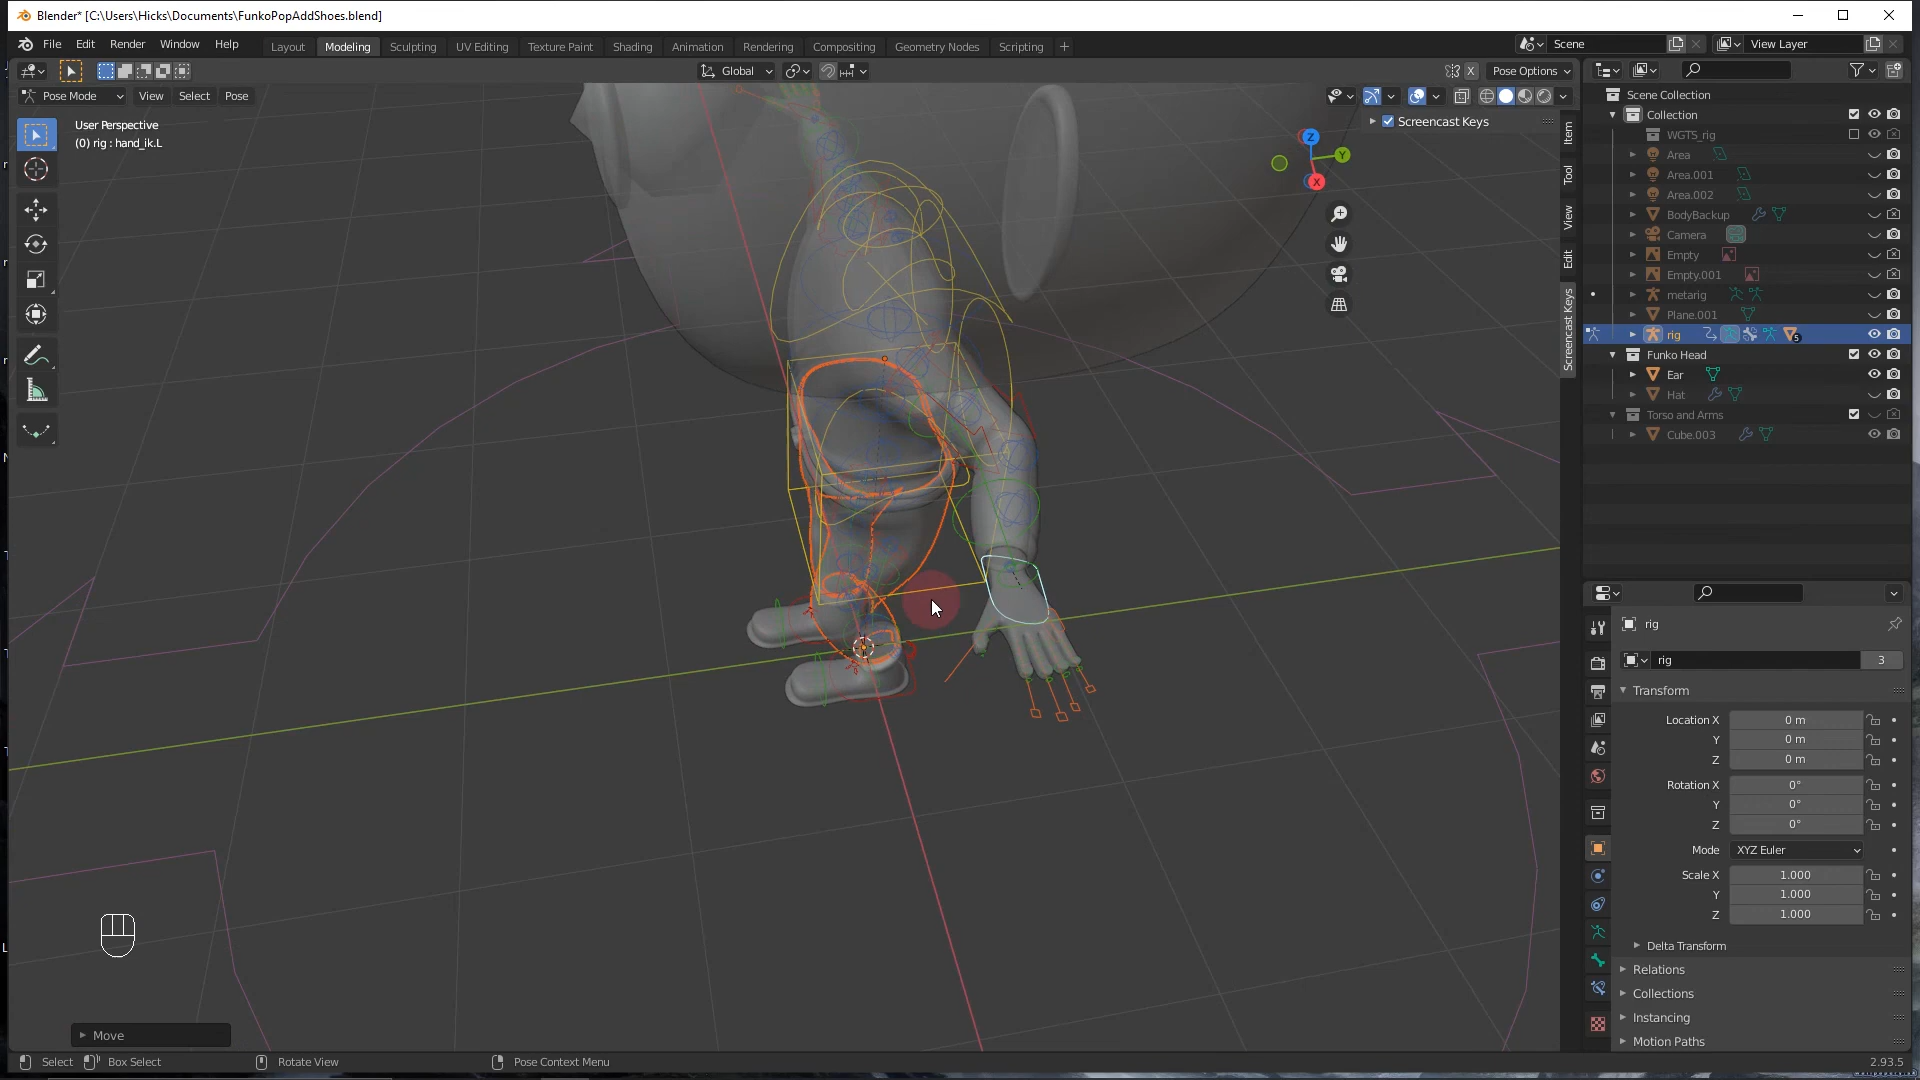 Blender* [C:\Users\Hicks\Documents\FunkoPopAddShoes.blend]
File Edit Render Window Help Layout Modeling Sculpting UV Editing Texture Paint Shading Animation Rendering Compositing Geometry Nodes Scripting + Scene View Layer
Global X Pose Options
Pose Mode View Select Pose
User Perspective
(0) rig : hand_ik.L
Screencast Keys
Z
Y
X
Item
Tool
View
Edit
Screencast Keys
Scene Collection
Collection
WGTS_rig
Area
Area.001
Area.002
BodyBackup
Camera
Empty
Empty.001
metarig
Plane.001
rig 5
Funko Head
Ear
Hat
Torso and Arms
Cube.003
rig
rig 3
Transform
Location X 0 m
Y 0 m
Z 0 m
Rotation X 0°
Y 0°
Z 0°
Mode XYZ Euler
Scale X 1.000
Y 1.000
Z 1.000
Delta Transform
Relations
Collections
Instancing
Motion Paths
Move
Select Box Select Rotate View Pose Context Menu 2.93.5